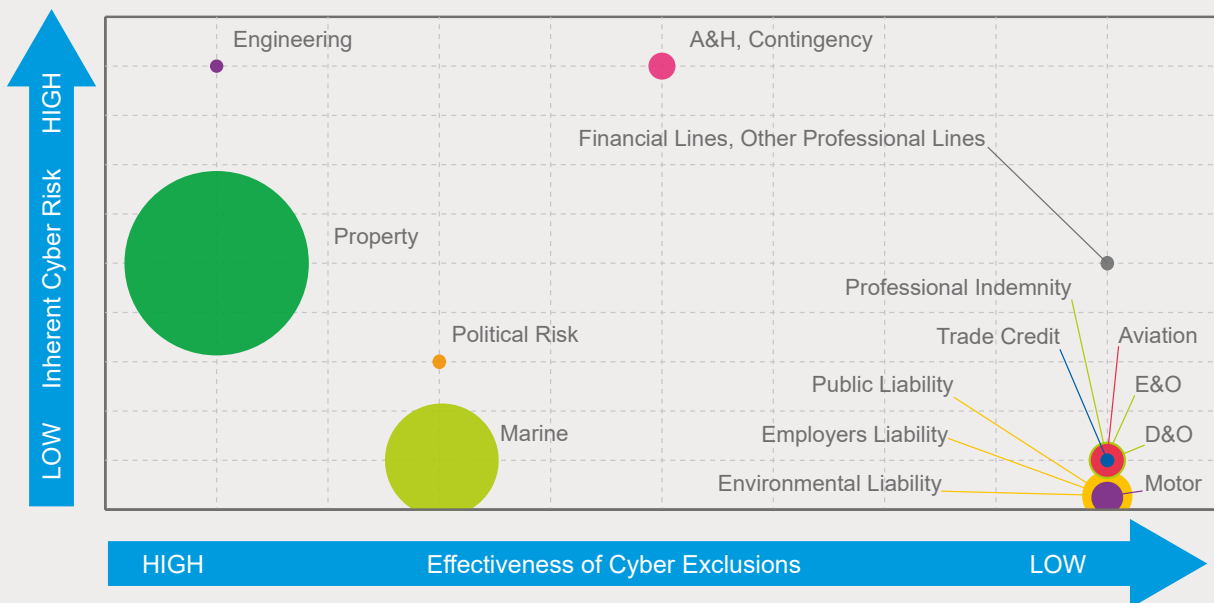 Engineering
A&H, Contingency
HIGH
Financial Lines, Other Professional Lines
Inherent Cyber Risk
Property
Professional Indemnity
Political Risk
Trade Credit
Aviation
Public Liability
E&O
Marine
Employers Liability
D&O
LOW
Environmental Liability
Motor
HIGH
Effectiveness of Cyber Exclusions
LOW